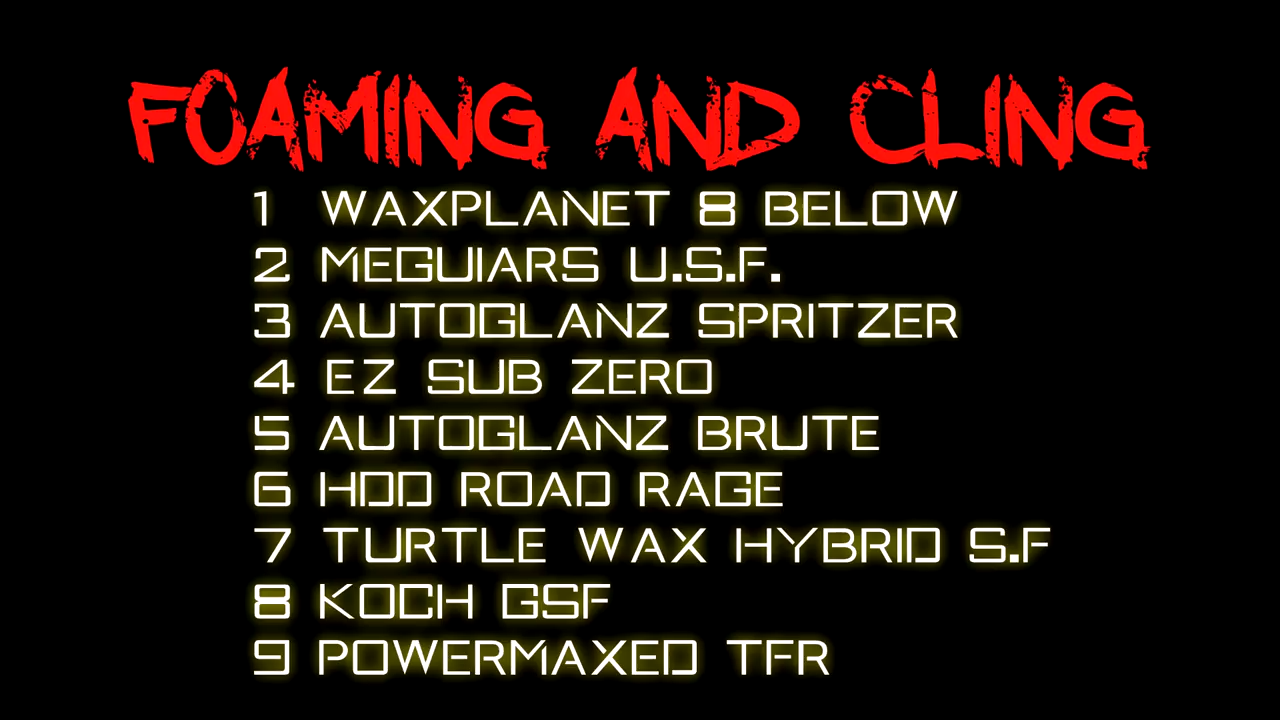 FOAMING AND CLING
1 WAXPLANET 8 BELOW
2 MEGUIARS U.S.F.
3 AUTOGLANZ SPRITZER
4 EZ SUB ZERO
5 AUTOGLANZ BRUTE
6 HDD ROAD RAGE
7 TURTLE WAX HYBRID S.F
8 KOCH GSF
9 POWERMAXED TFR